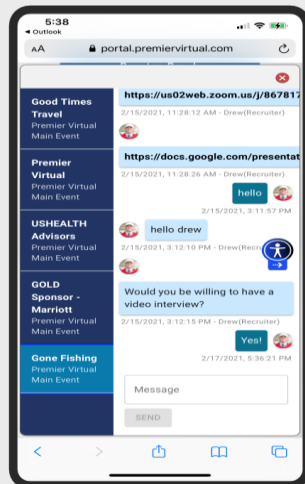 5:38
◂ Outlook
AA
portal.premiervirtual.com
Good Times
Travel
Premier Virtual
Main Event
Premier
Virtual
Premier Virtual
Main Event
USHEALTH
Advisors
Premier Virtual
Main Event
GOLD
Sponsor -
Marriott
Premier Virtual
Main Event
Gone Fishing
Premier Virtual
Main Event
https://us02web.zoom.us/j/867817
2/15/2021, 11:28:12 AM - Drew(Recruiter)
https://docs.google.com/presentat
2/15/2021, 11:28:26 AM - Drew(Recruiter)
hello
2/15/2021, 3:11:57 PM
hello drew
2/15/2021, 3:12:10 PM - Drew(Recru
Would you be willing to have a
video interview?
2/15/2021, 3:12:15 PM - Drew(Recruiter)
Yes!
2/17/2021, 5:36:21 PM
Message
SEND